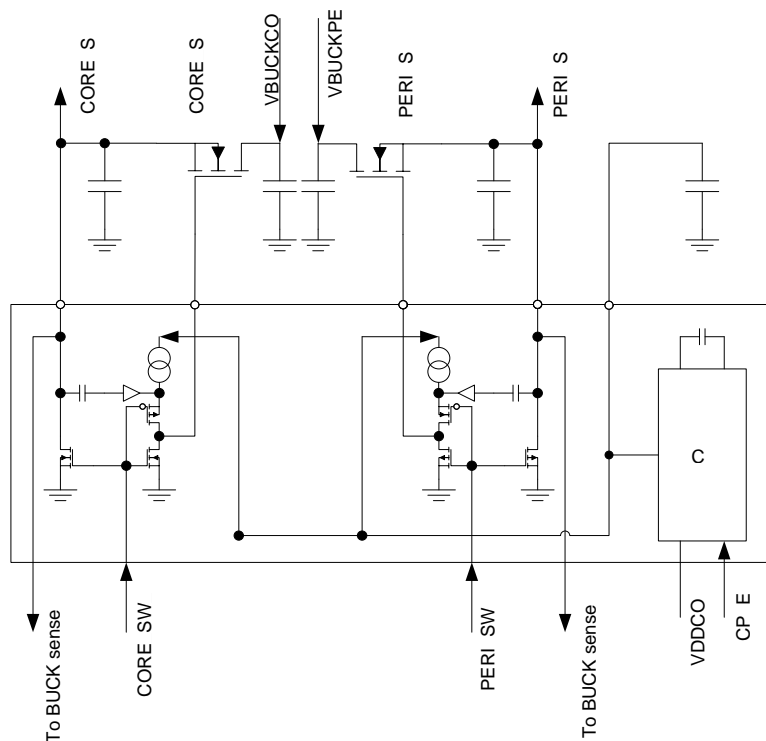 CORE S
CORE S
VBUCKCO
VBUCKPE
PERI S
PERI S
C
To BUCK sense
CORE SW
PERI SW
To BUCK sense
VDDCO
CP E